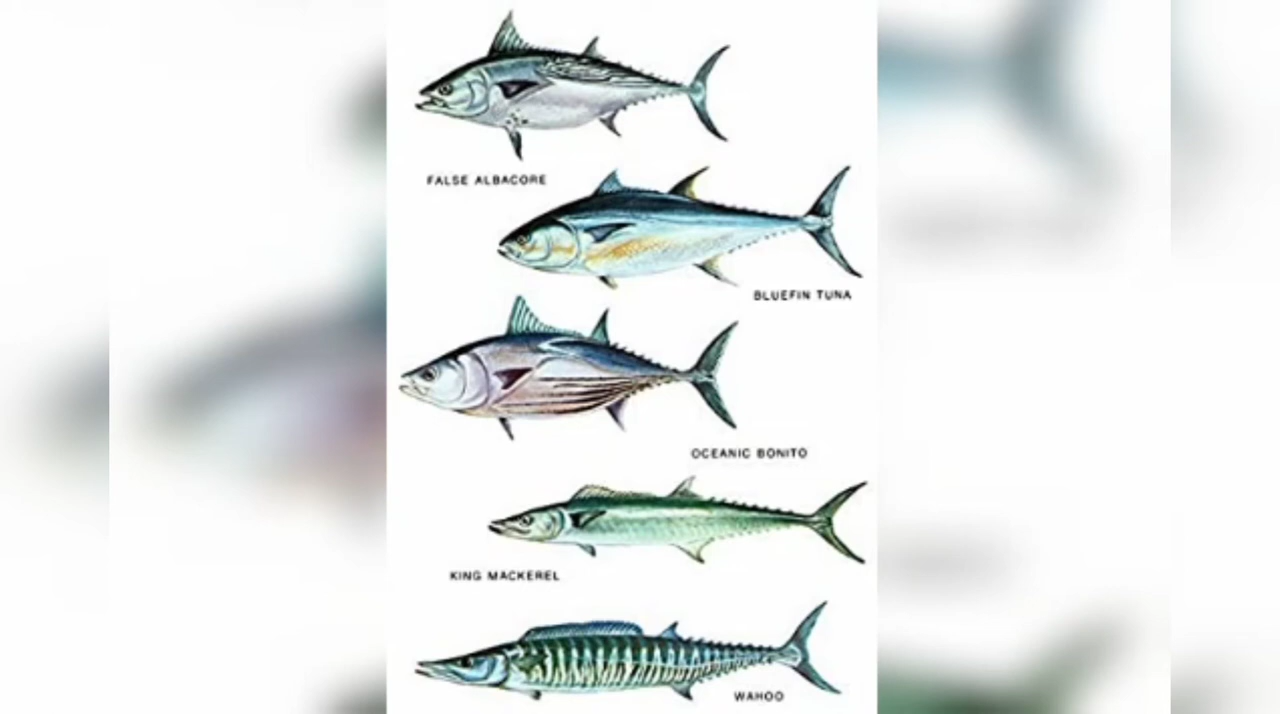 FALSE ALBACORE
BLUEFIN TUNA
OCEANIC BONITO
KING MACKEREL
WAHOO